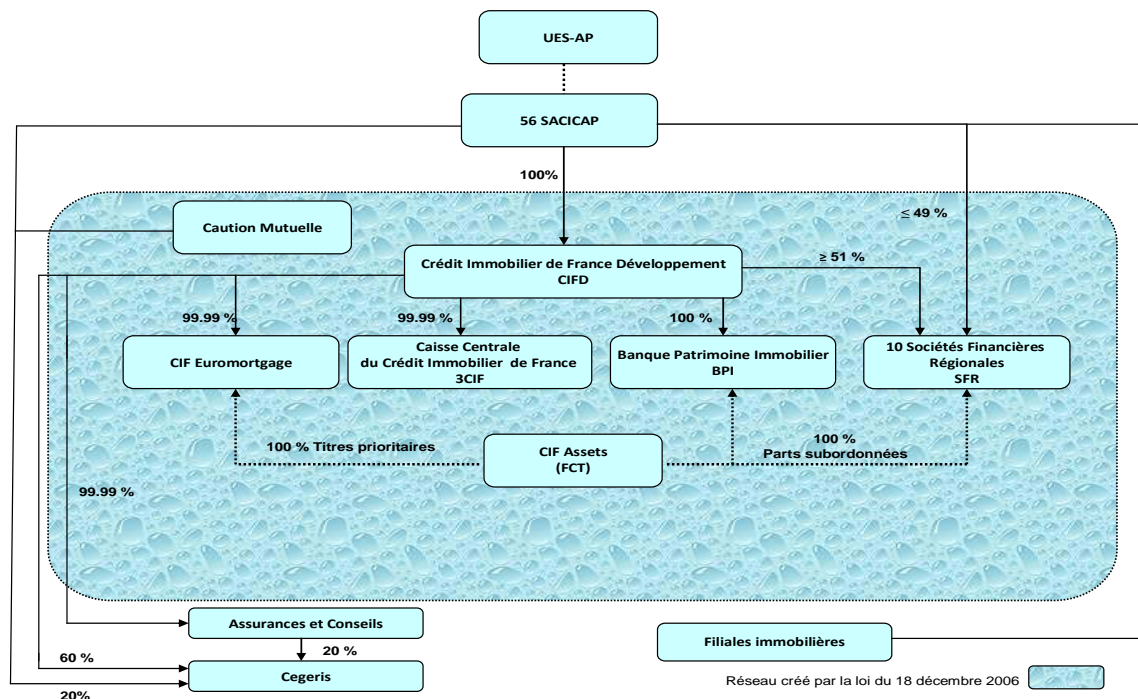 UES-AP
56 SACICAP
100%
≤ 49 %
Caution Mutuelle
Crédit Immobilier de France Développement
CIFD
≥ 51 %
99.99 %
99.99 %
100 %
CIF Euromortgage
Caisse Centrale
du Crédit Immobilier de France
3CIF
Banque Patrimoine Immobilier
BPI
10 Sociétés Financières
Régionales
SFR
100 % Titres prioritaires
CIF Assets
(FCT)
100 %
Parts subordonnées
99.99 %
Assurances et Conseils
20 %
60 %
Cegeris
20%
Filiales immobilières
Réseau créé par la loi du 18 décembre 2006